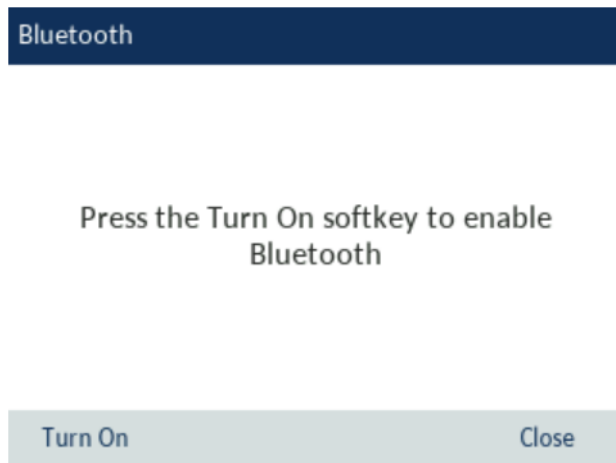 Bluetooth
Press the Turn On softkey to enable
Bluetooth
Turn On Close